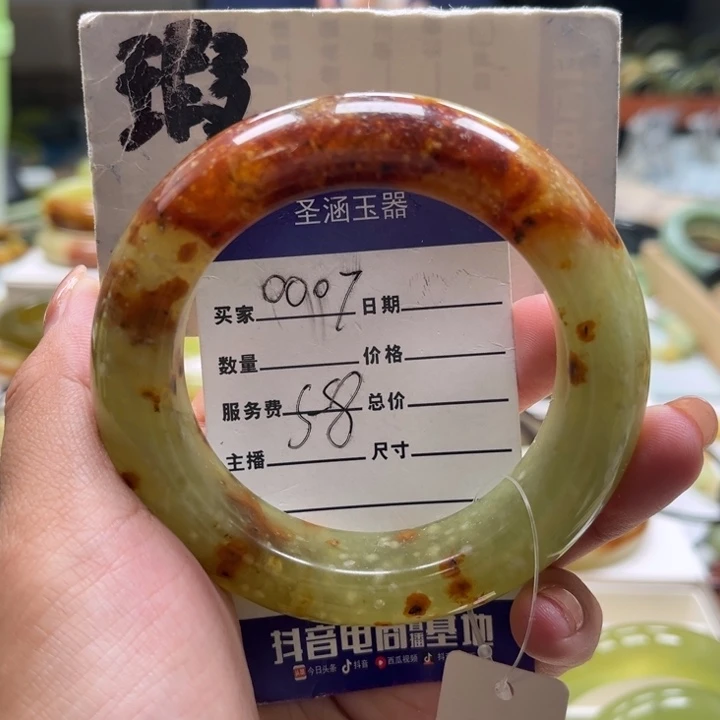 圣涵玉器
买家 0007 日期
数量 价格
服务费 58 总价
主播 尺寸
抖音电商直播基地
今日头条 抖音 西瓜视频